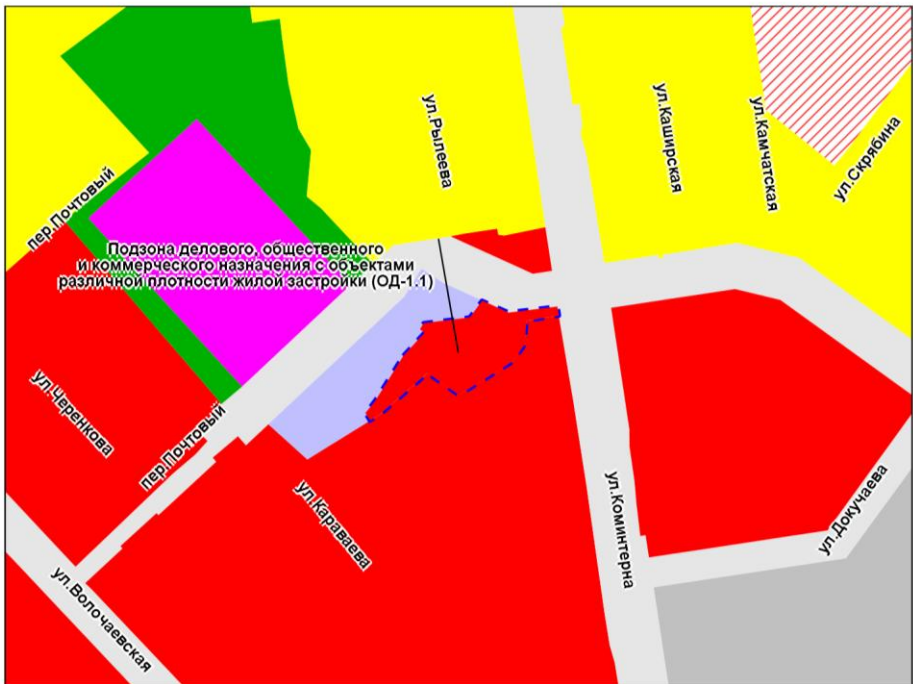 ул.Рылеева
ул.Каширская
ул.Камчатская
ул.Скрябина
пер.Почтовый
Подзона делового, общественного
и коммерческого назначения с объектами
различной плотности жилой застройки (ОД-1.1)
ул.Черенкова
пер.Почтовый
ул.Караваева
ул.Коминтерна
ул.Докучаева
ул.Волочаевская